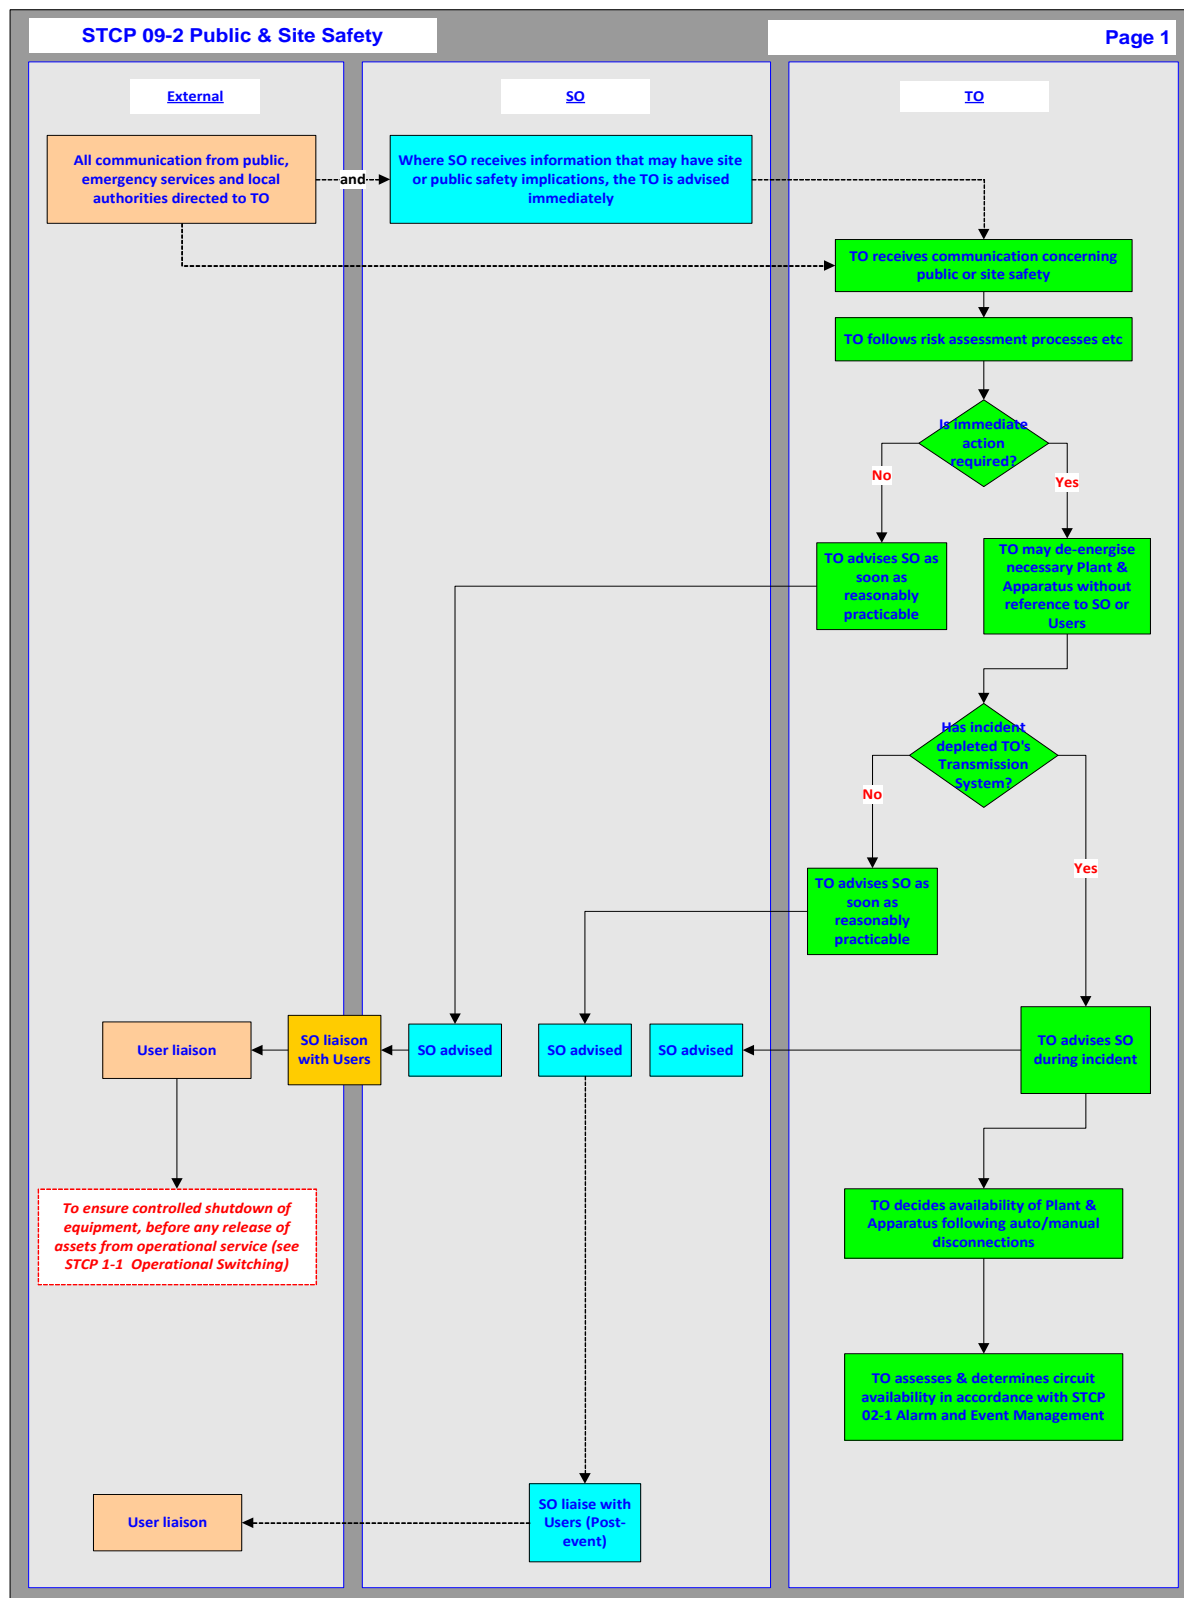 STCP 09-2 Public & Site Safety
Page 1
External
SO
TO
All communication from public,
emergency services and local
authorities directed to TO
and
Where SO receives information that may have site
or public safety implications, the TO is advised
immediately
TO receives communication concerning
public or site safety
TO follows risk assessment processes etc
Is immediate
action
required?
No
Yes
TO advises SO as
soon as
reasonably
practicable
TO may de-energise
necessary Plant &
Apparatus without
reference to SO or
Users
Has incident
depleted TO's
Transmission
System?
No
Yes
TO advises SO as
soon as
reasonably
practicable
User liaison
SO liaison
with Users
SO advised
SO advised
SO advised
TO advises SO
during incident
To ensure controlled shutdown of
equipment, before any release of
assets from operational service (see
STCP 1-1  Operational Switching)
TO decides availability of Plant &
Apparatus following auto/manual
disconnections
TO assesses & determines circuit
availability in accordance with STCP
02-1 Alarm and Event Management
User liaison
SO liaise with
Users (Post-
event)